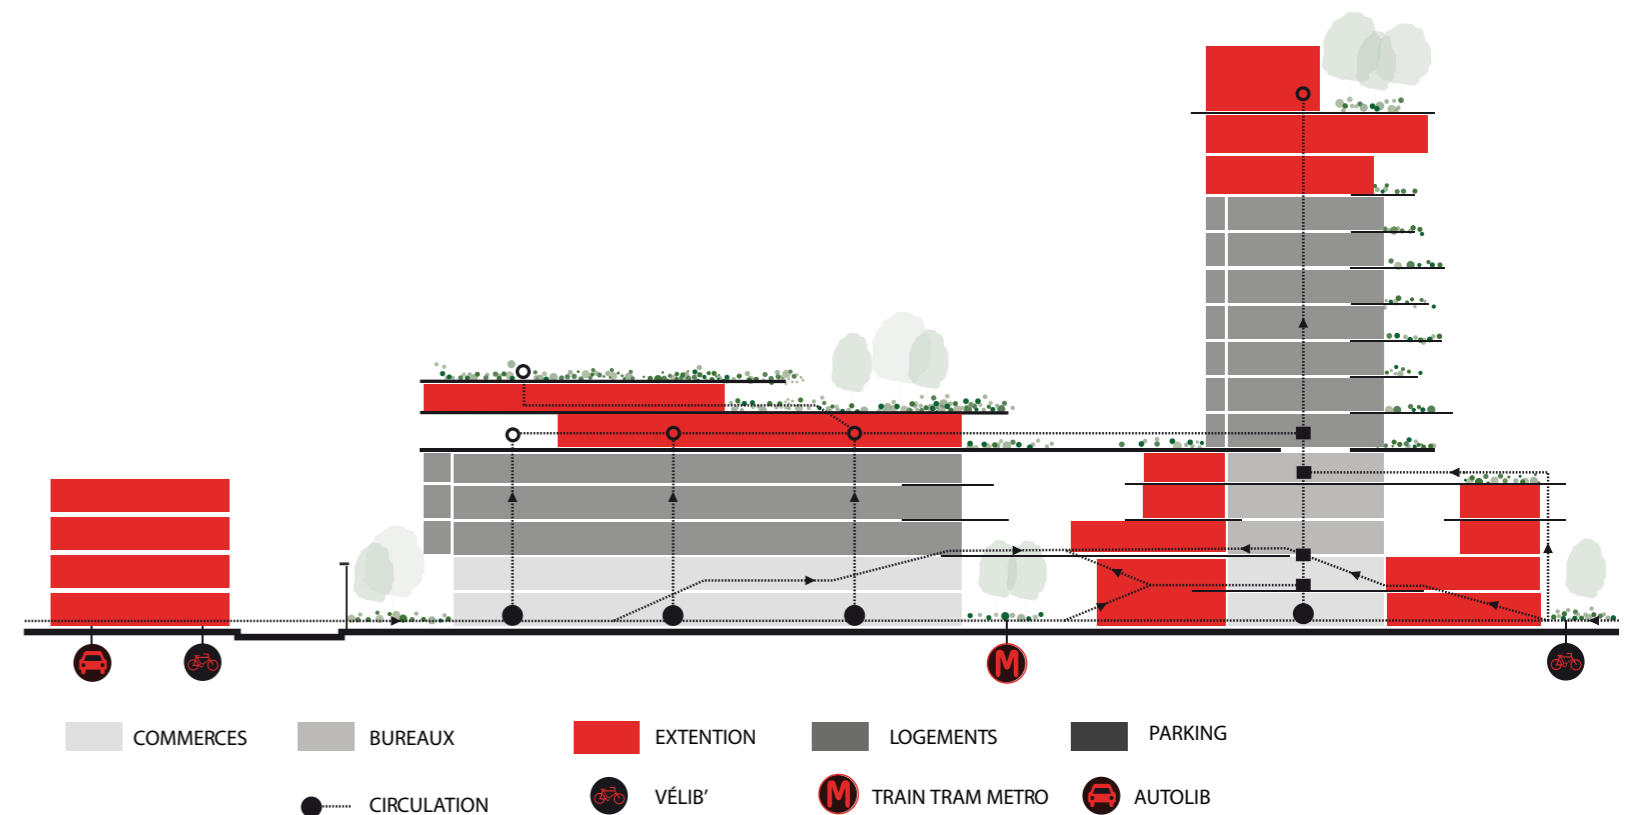 M
COMMERCES
BUREAUX
EXTENTION
LOGEMENTS
PARKING
CIRCULATION
VÉLIB’
M
TRAIN TRAM METRO
AUTOLIB